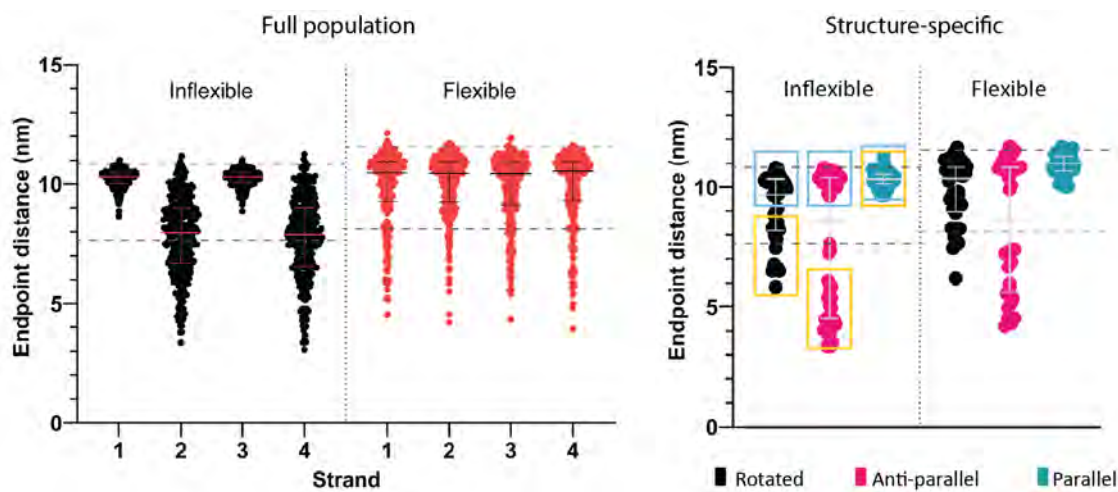 Full population
15
10
5
0
Endpoint distance (nm)
Inflexible
Flexible
1
2
3
4
1
2
3
4
Strand
Structure-specific
15
10
5
0
Endpoint distance (nm)
Inflexible
Flexible
Rotated
Anti-parallel
Parallel